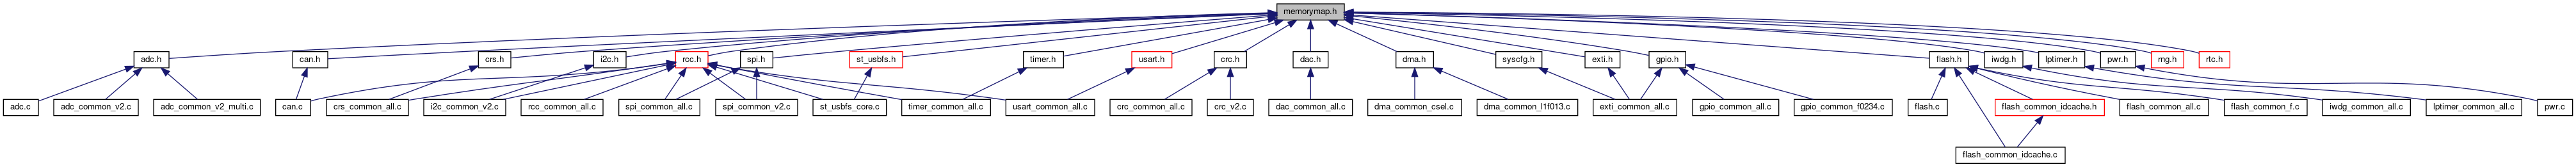 memorymap.h
adc.h
can.h
crs.h
i2c.h
rcc.h
spi.h
st_usbfs.h
timer.h
usart.h
crc.h
dac.h
dma.h
syscfg.h
exti.h
gpio.h
flash.h
iwdg.h
lptimer.h
pwr.h
rng.h
rtc.h
adc.c
adc_common_v2.c
adc_common_v2_multi.c
can.c
crs_common_all.c
i2c_common_v2.c
rcc_common_all.c
spi_common_all.c
spi_common_v2.c
st_usbfs_core.c
timer_common_all.c
usart_common_all.c
crc_common_all.c
crc_v2.c
dac_common_all.c
dma_common_csel.c
dma_common_l1f013.c
exti_common_all.c
gpio_common_all.c
gpio_common_f0234.c
flash.c
flash_common_idcache.h
flash_common_all.c
flash_common_f.c
iwdg_common_all.c
lptimer_common_all.c
pwr.c
flash_common_idcache.c